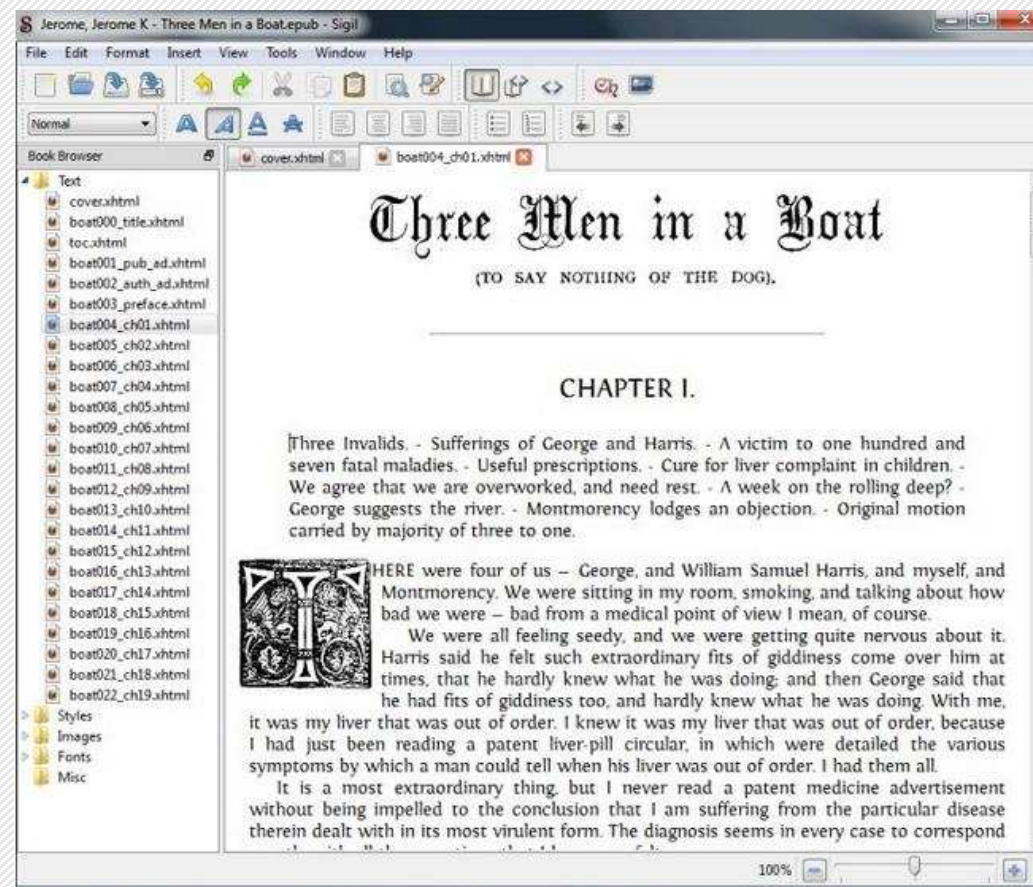 Jerome, Jerome K - Three Men in a Boat.epub - Sigil
File Edit Format Insert View Tools Window Help
Normal
Book Browser
cover.xhtml
boat004_ch01.xhtml
Text
cover.xhtml
boat000_title.xhtml
toc.xhtml
boat001_pub_ad.xhtml
boat002_auth_ad.xhtml
boat003_preface.xhtml
boat004_ch01.xhtml
boat005_ch02.xhtml
boat006_ch03.xhtml
boat007_ch04.xhtml
boat008_ch05.xhtml
boat009_ch06.xhtml
boat010_ch07.xhtml
boat011_ch08.xhtml
boat012_ch09.xhtml
boat013_ch10.xhtml
boat014_ch11.xhtml
boat015_ch12.xhtml
boat016_ch13.xhtml
boat017_ch14.xhtml
boat018_ch15.xhtml
boat019_ch16.xhtml
boat020_ch17.xhtml
boat021_ch18.xhtml
boat022_ch19.xhtml
Styles
Images
Fonts
Misc
Three Men in a Boat
(TO SAY NOTHING OF THE DOG).
CHAPTER I.
Three Invalids. - Sufferings of George and Harris. - A victim to one hundred and
seven fatal maladies. - Useful prescriptions. - Cure for liver complaint in children. -
We agree that we are overworked, and need rest. - A week on the rolling deep? -
George suggests the river. - Montmorency lodges an objection. - Original motion
carried by majority of three to one.
THERE were four of us – George, and William Samuel Harris, and myself, and
Montmorency. We were sitting in my room, smoking, and talking about how
bad we were – bad from a medical point of view I mean, of course.
We were all feeling seedy, and we were getting quite nervous about it.
Harris said he felt such extraordinary fits of giddiness come over him at
times, that he hardly knew what he was doing; and then George said that
he had fits of giddiness too, and hardly knew what he was doing. With me,
it was my liver that was out of order. I knew it was my liver that was out of order, because
I had just been reading a patent liver-pill circular, in which were detailed the various
symptoms by which a man could tell when his liver was out of order. I had them all.
It is a most extraordinary thing, but I never read a patent medicine advertisement
without being impelled to the conclusion that I am suffering from the particular disease
therein dealt with in its most virulent form. The diagnosis seems in every case to correspond
100%